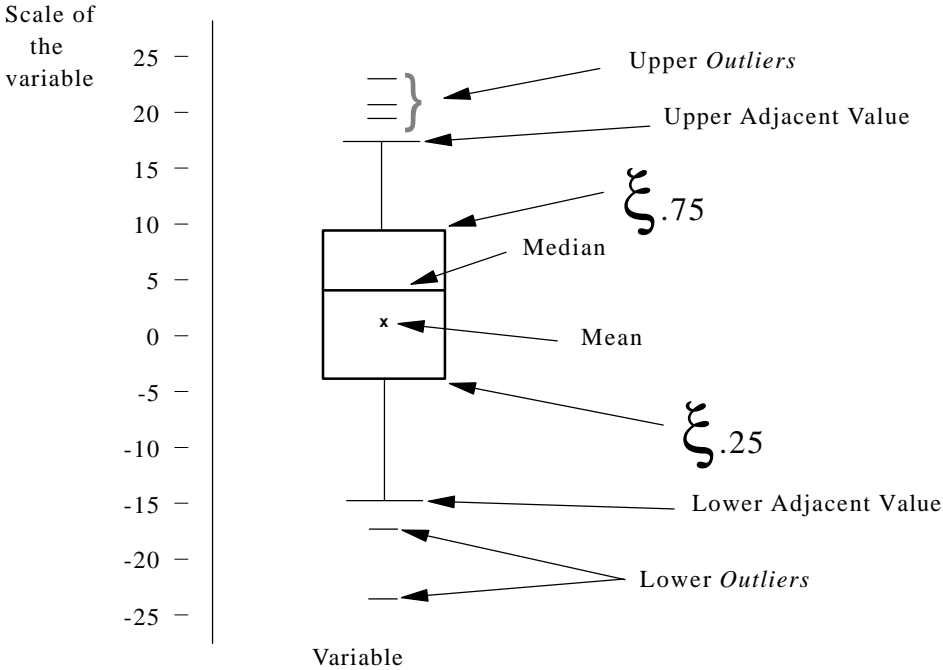 Scale of
the
variable
25
20
15
10
5
0
-5
-10
-15
-20
-25
Upper Outliers
Upper Adjacent Value
ξ.75
Median
x
Mean
ξ.25
Lower Adjacent Value
Lower Outliers
Variable